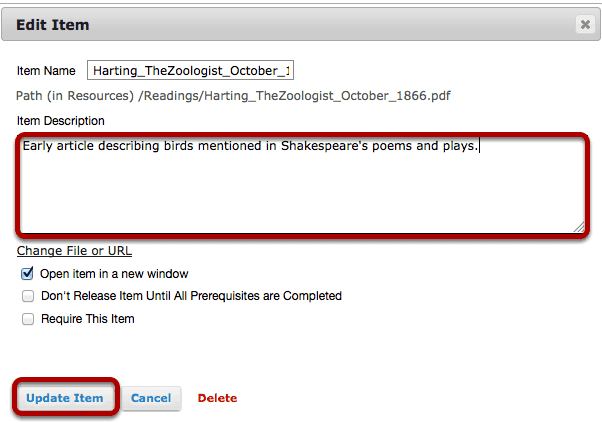 Edit Item
Item Name Harting_TheZoologist_October_1
Path (in Resources) /Readings/Harting_TheZoologist_October_1866.pdf
Item Description
Early article describing birds mentioned in Shakespeare's poems and plays.
Change File or URL
Open item in a new window
Don't Release Item Until All Prerequisites are Completed
Require This Item
Update Item Cancel Delete